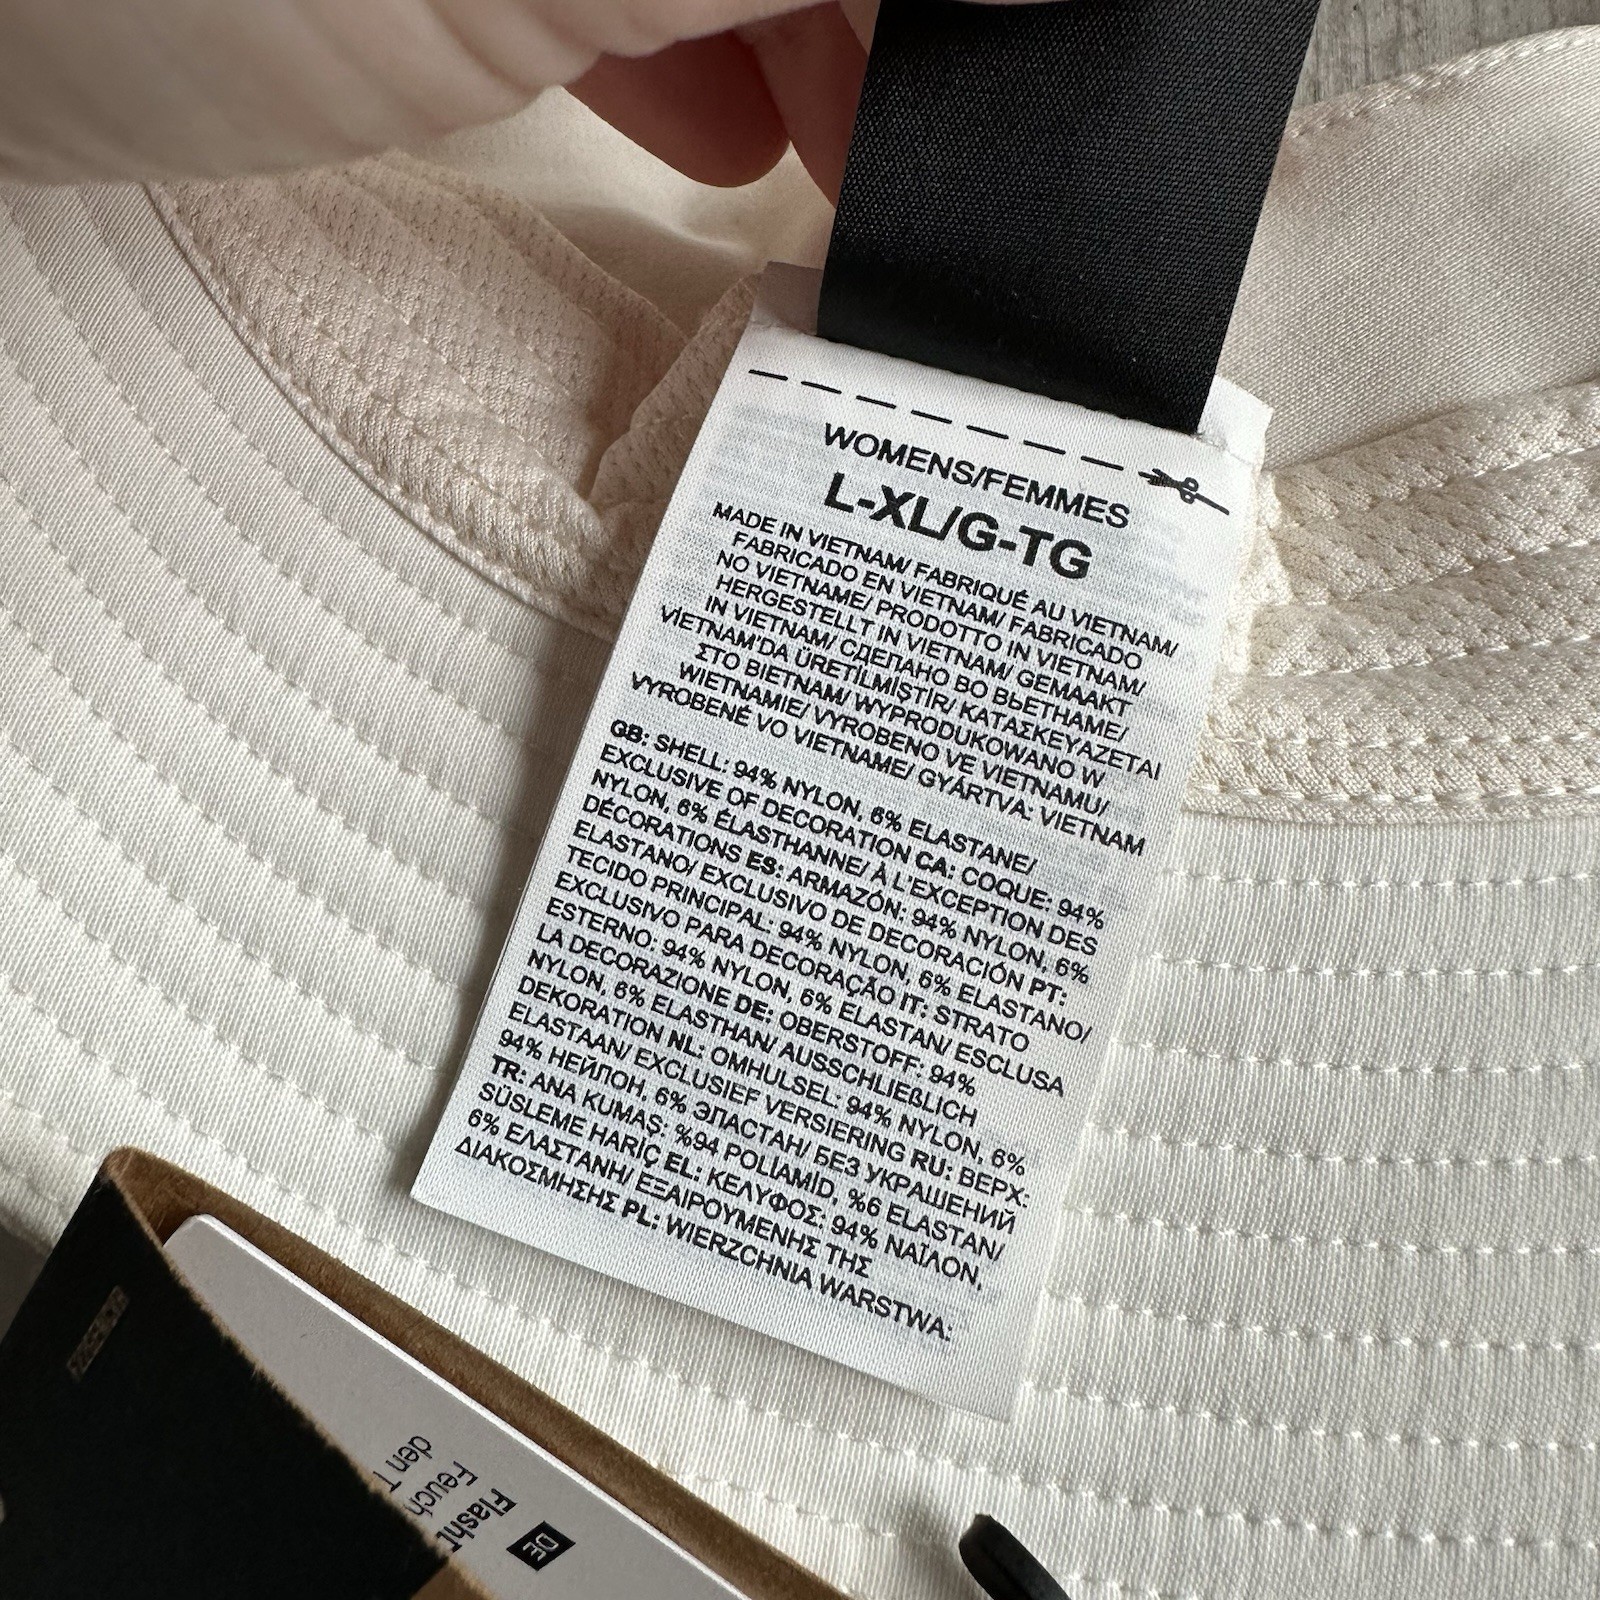 WOMENS/FEMMES
L-XL/G-TG
MADE IN VIETNAM/ FABRIQUÉ AU VIETNAM/
FABRICADO EN VIETNAM/ FABRICADO
NO VIETNAME/ PRODOTTO IN VIETNAM/
HERGESTELLT IN VIETNAM/ GEMAAKT
IN VIETNAM/ СДЕЛАНО ВО ВЬЕТНАМЕ/
VİETNAM'DA ÜRETİLMİŞTİR/ ΚΑΤΑΣΚΕΥΑΖΕΤΑΙ
ΣΤΟ ΒΙΕΤΝΑΜ/ WYPRODUKOWANO W
WIETNAMIE/ VYROBENO VE VIETNAMU/
VYROBENÉ VO VIETNAME/ GYÁRTVA: VIETNAM
GB: SHELL: 94% NYLON, 6% ELASTANE/
EXCLUSIVE OF DECORATION CA: COQUE: 94%
NYLON, 6% ÉLASTHANNE/ À L'EXCEPTION DES
DÉCORATIONS ES: ARMAZÓN: 94% NYLON, 6%
ELASTANO/ EXCLUSIVO DE DECORACIÓN PT:
TECIDO PRINCIPAL: 94% NYLON, 6% ELASTANO/
EXCLUSIVO PARA DECORAÇÃO IT: STRATO
ESTERNO: 94% NYLON, 6% ELASTAN/ ESCLUSA
LA DECORAZIONE DE: OBERSTOFF: 94%
NYLON, 6% ELASTHAN/ AUSSCHLIEßLICH
DEKORATION NL: OMHULSEL: 94% NYLON, 6%
ELASTAAN/ EXCLUSIEF VERSIERING RU: ВЕРХ:
94% НЕЙЛОН, 6% ЭЛАСТАН/ БЕЗ УКРАШЕНИЙ
TR: ANA KUMAŞ: %94 POLİAMID, %6 ELASTAN/
SÜSLEME HARİÇ EL: ΚΕΛΥΦΟΣ: 94% ΝΑΪΛΟΝ,
6% ΕΛΑΣΤΑΝΗ/ ΕΞΑΙΡΟΥΜΕΝΗΣ ΤΗΣ
ΔΙΑΚΟΣΜΗΣΗΣ PL: WIERZCHNIA WARSTWA:
DE
Flash
Feuch
den T